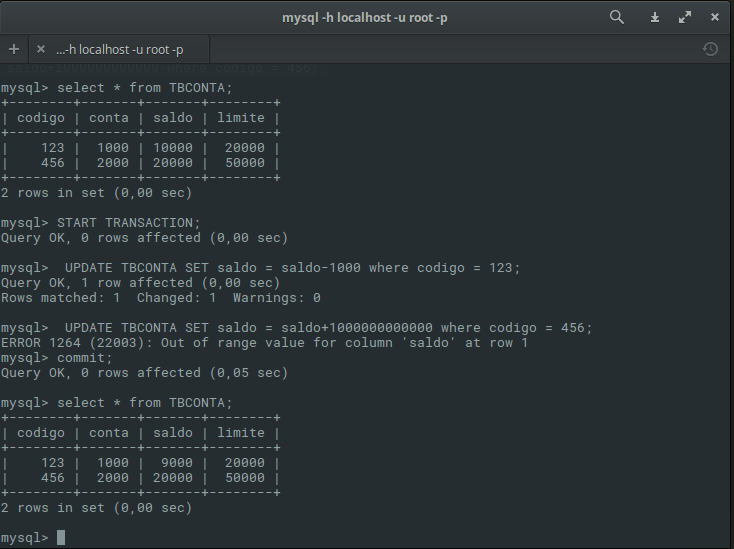 mysql -h localhost -u root -p
...-h localhost -u root -p
saldo+1000000000000 where codigo = 456;
mysql> select * from TBCONTA;
+--------+-------+-------+--------+
| codigo | conta | saldo | limite |
+--------+-------+-------+--------+
|    123 |  1000 | 10000 |  20000 |
|    456 |  2000 | 20000 |  50000 |
+--------+-------+-------+--------+
2 rows in set (0,00 sec)
mysql> START TRANSACTION;
Query OK, 0 rows affected (0,00 sec)
mysql>  UPDATE TBCONTA SET saldo = saldo-1000 where codigo = 123;
Query OK, 1 row affected (0,00 sec)
Rows matched: 1  Changed: 1  Warnings: 0
mysql>  UPDATE TBCONTA SET saldo = saldo+1000000000000 where codigo = 456;
ERROR 1264 (22003): Out of range value for column 'saldo' at row 1
mysql> commit;
Query OK, 0 rows affected (0,05 sec)
mysql> select * from TBCONTA;
+--------+-------+-------+--------+
| codigo | conta | saldo | limite |
+--------+-------+-------+--------+
|    123 |  1000 |  9000 |  20000 |
|    456 |  2000 | 20000 |  50000 |
+--------+-------+-------+--------+
2 rows in set (0,00 sec)
mysql>